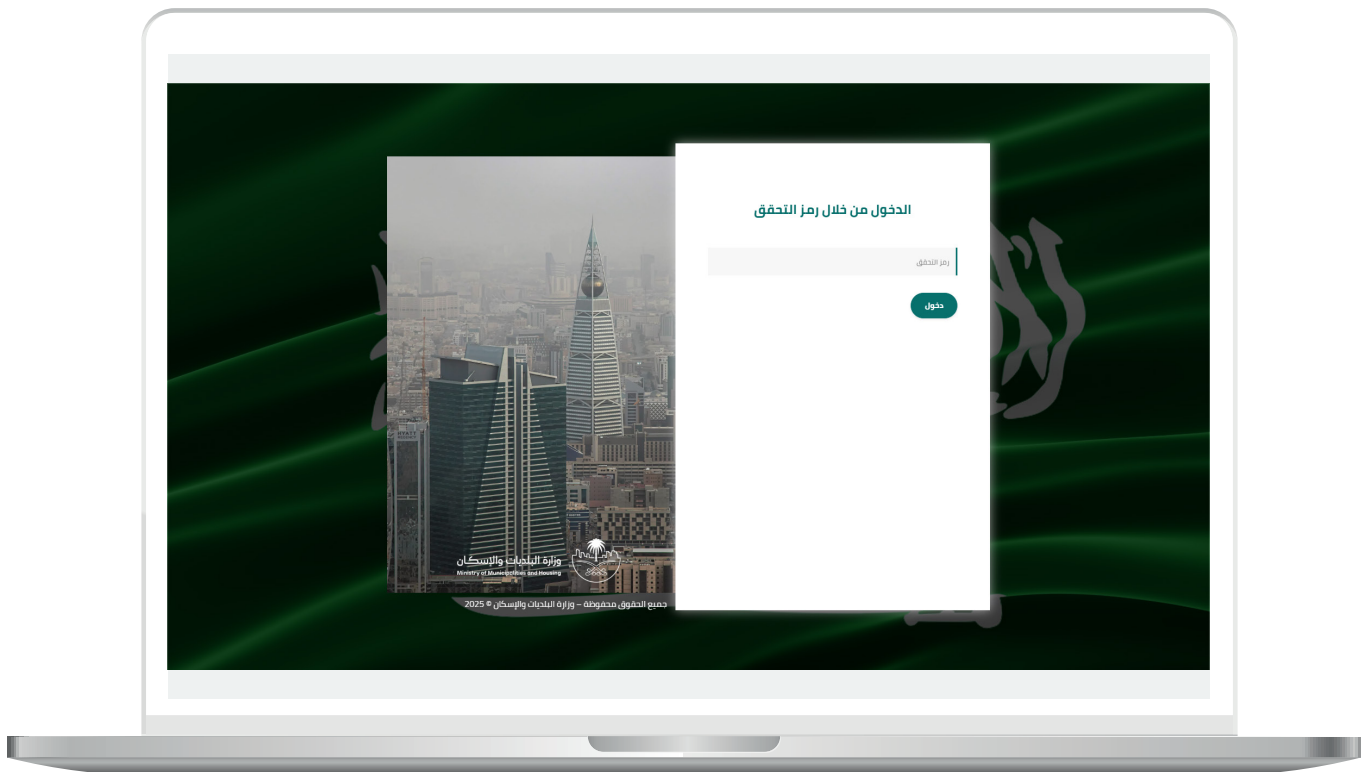 الدخول من خلال رمز التحقق
رمز التحقق
دخول
وزارة البلديات والإسكان
Ministry of Municipalities and Housing
جميع الحقوق محفوظة – وزارة البلديات والإسكان © 2025